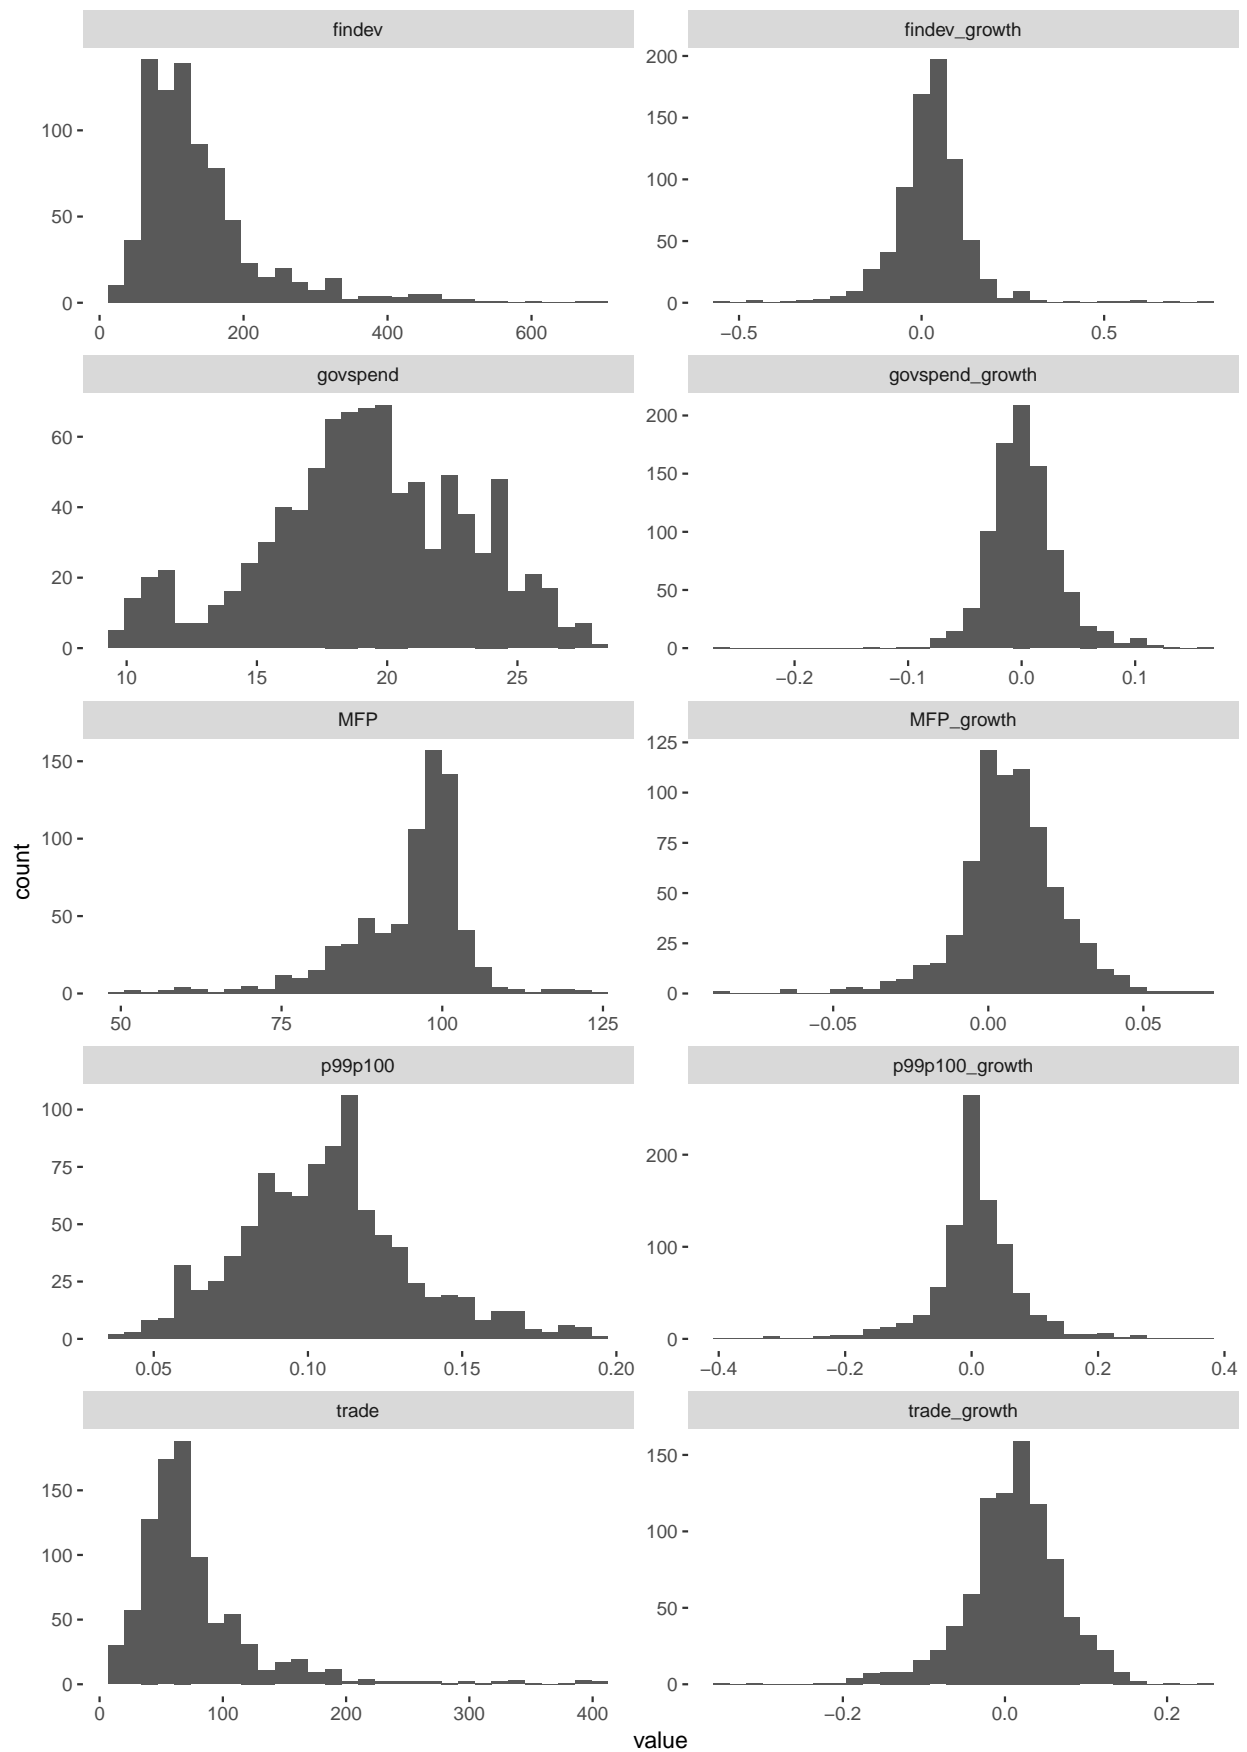 findev
findev_growth
100
50
0
0 200 400 600
200
150
100
50
0
−0.5 0.0 0.5
govspend
govspend_growth
60
40
20
0
10 15 20 25
200
150
100
50
0
−0.2 −0.1 0.0 0.1
MFP
MFP_growth
150
100
50
0
50 75 100 125
125
100
75
50
25
0
−0.05 0.00 0.05
p99p100
p99p100_growth
100
75
50
25
0
0.05 0.10 0.15 0.20
200
100
0
−0.4 −0.2 0.0 0.2 0.4
trade
trade_growth
150
100
50
0
0 100 200 300 400
150
100
50
0
−0.2 0.0 0.2
count
value